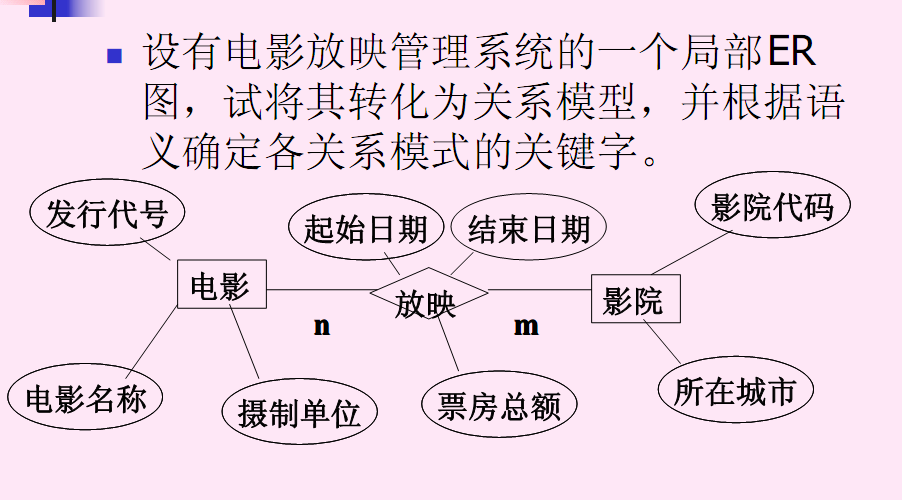 设有电影放映管理系统的一个局部ER
图，试将其转化为关系模型，并根据语
义确定各关系模式的关键字。
发行代号
起始日期
结束日期
影院代码
电影
放映
影院
n
m
电影名称
摄制单位
票房总额
所在城市